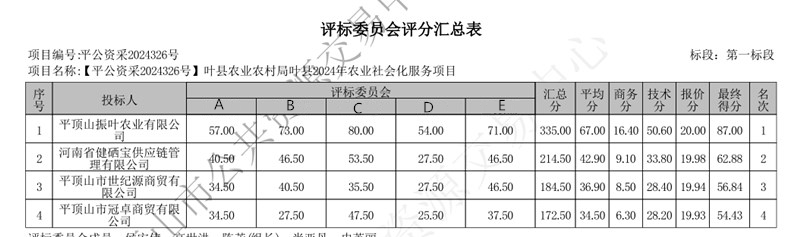 评标委员会评分汇总表
项目编号:平公资采2024326号 标段: 第一标段
项目名称:【平公资采2024326号】叶县农业农村局叶县2024年农业社会化服务项目
序号 投标人 评标委员会 汇总分 平均分 商务分 技术分 报价分 最终得分 名次
A B C D E
1 平顶山振叶农业有限公司 57.00 73.00 80.00 54.00 71.00 335.00 67.00 16.40 50.60 20.00 87.00 1
2 河南省健硒宝供应链管理有限公司 40.50 46.50 53.50 27.50 46.50 214.50 42.90 9.10 33.80 19.98 62.88 2
3 平顶山市世纪源商贸有限公司 34.50 40.50 35.50 27.50 46.50 184.50 36.90 8.50 28.40 19.94 56.84 3
4 平顶山市冠卓商贸有限公司 34.50 27.50 47.50 25.50 37.50 172.50 34.50 6.30 28.20 19.93 54.43 4